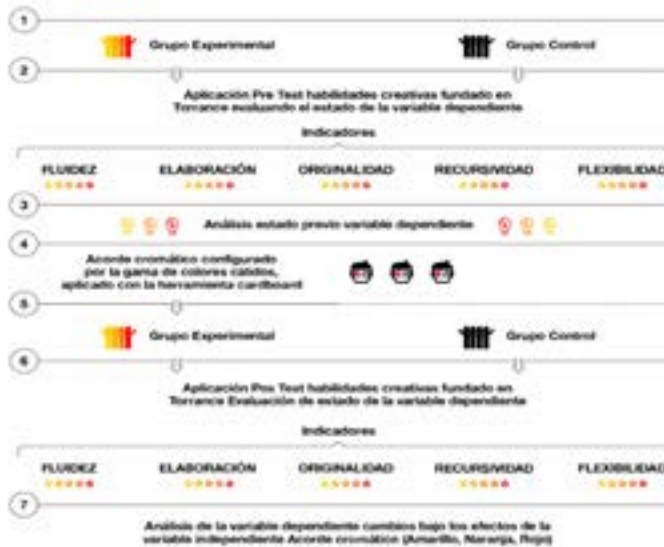 1
Grupo Experimental Grupo Control
2
Aplicación Pre Test habilidades creativas fundado en
Torrance evaluando el estado de la variable dependiente
Indicadores
FLUIDEZ ELABORACIÓN ORIGINALIDAD RECURSIVIDAD FLEXIBILIDAD
3
Análisis estado previo variable dependiente
4
Acorde cromático configurado
por la gama de colores cálidos,
aplicado con la herramienta cardboard
5
Grupo Experimental Grupo Control
6
Aplicación Pos Test habilidades creativas fundado en
Torrance Evaluación de estado de la variable dependiente
Indicadores
FLUIDEZ ELABORACIÓN ORIGINALIDAD RECURSIVIDAD FLEXIBILIDAD
7
Análisis de la variable dependiente cambios bajo los efectos de la
variable independiente Acorde cromático (Amarillo, Naranja, Rojo)